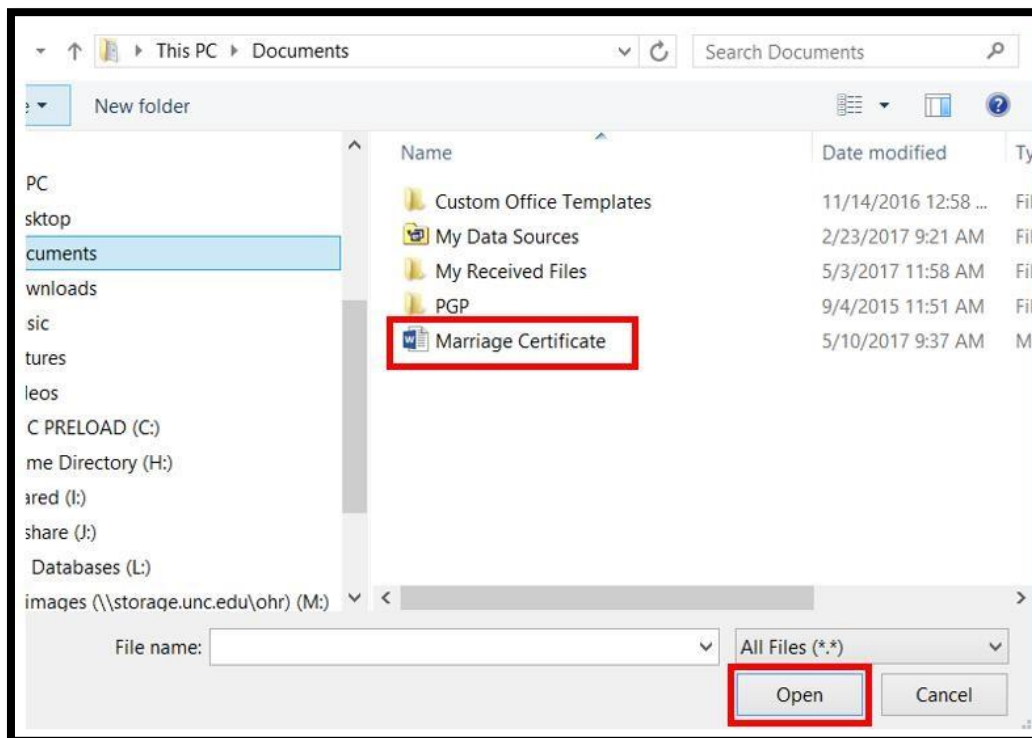 This PC Documents Search Documents
New folder
Name Date modified Ty
PC
sktop
cuments
wnloads
sic
tures
leos
C PRELOAD (C:)
me Directory (H:)
ared (I:)
share (J:)
Databases (L:)
images (\\storage.unc.edu\ohr) (M:)
Custom Office Templates 11/14/2016 12:58 ... Fil
My Data Sources 2/23/2017 9:21 AM Fil
My Received Files 5/3/2017 11:58 AM Fil
PGP 9/4/2015 11:51 AM Fil
Marriage Certificate 5/10/2017 9:37 AM M
File name: All Files (*.*)
Open Cancel